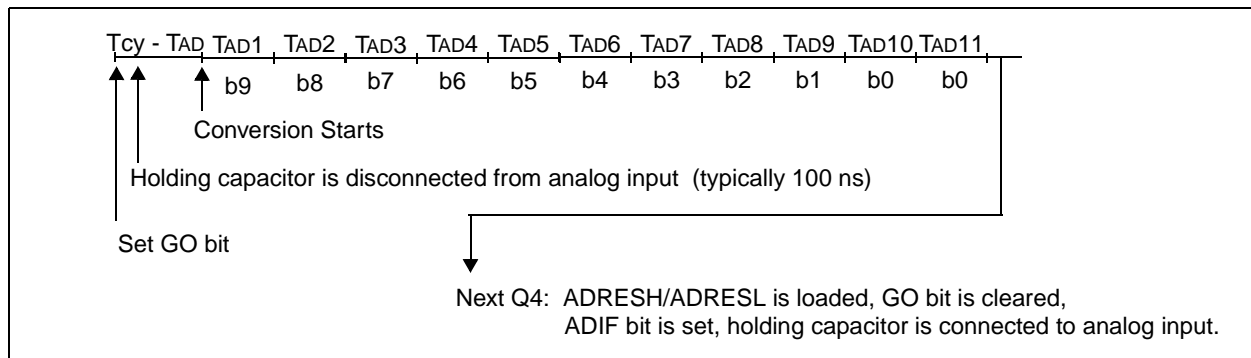 Tcy - TAD TAD1 TAD2 TAD3 TAD4 TAD5 TAD6 TAD7 TAD8 TAD9 TAD10 TAD11
b9 b8 b7 b6 b5 b4 b3 b2 b1 b0 b0
Conversion Starts
Holding capacitor is disconnected from analog input (typically 100 ns)
Set GO bit
Next Q4: ADRESH/ADRESL is loaded, GO bit is cleared,
ADIF bit is set, holding capacitor is connected to analog input.